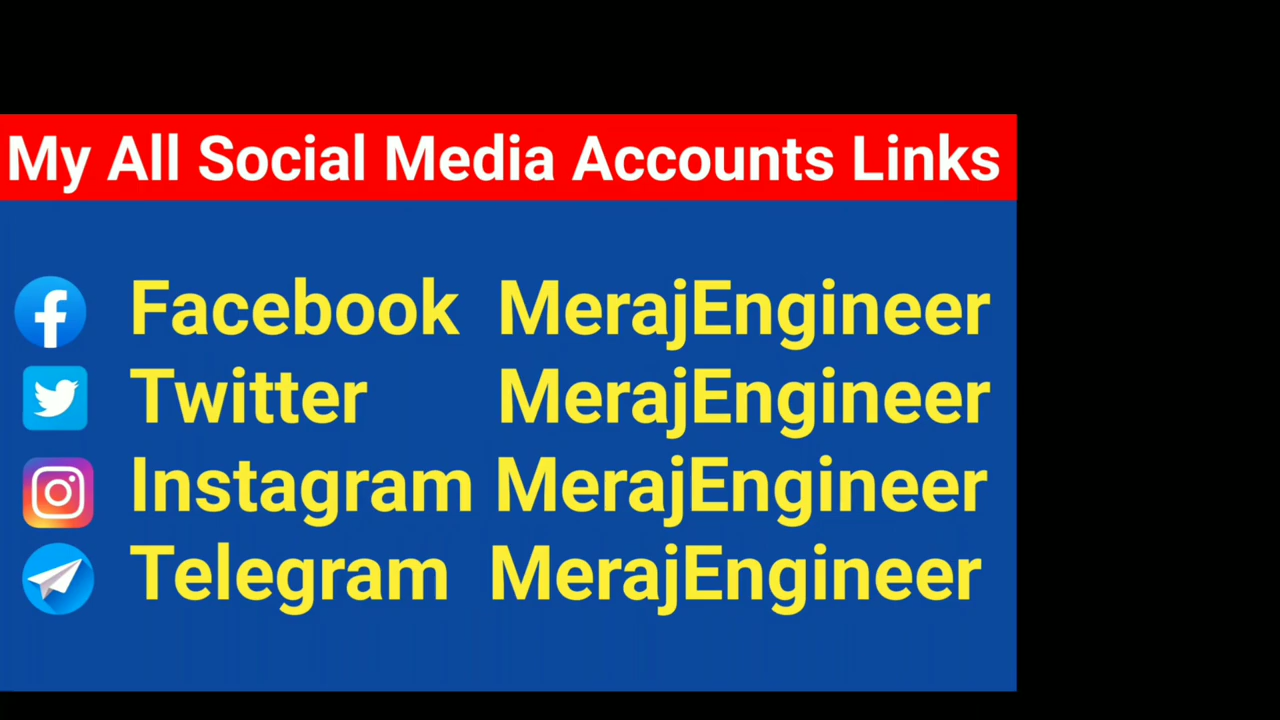 My All Social Media Accounts Links
Facebook MerajEngineer
Twitter MerajEngineer
Instagram MerajEngineer
Telegram MerajEngineer